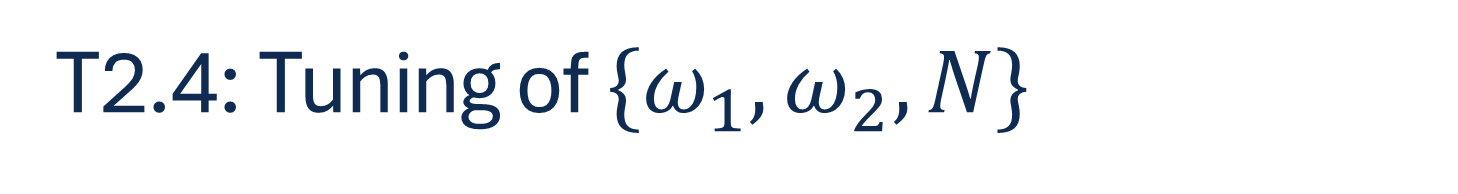 T2.4: Tuning of {𝜔₁, 𝜔₂, 𝑁}